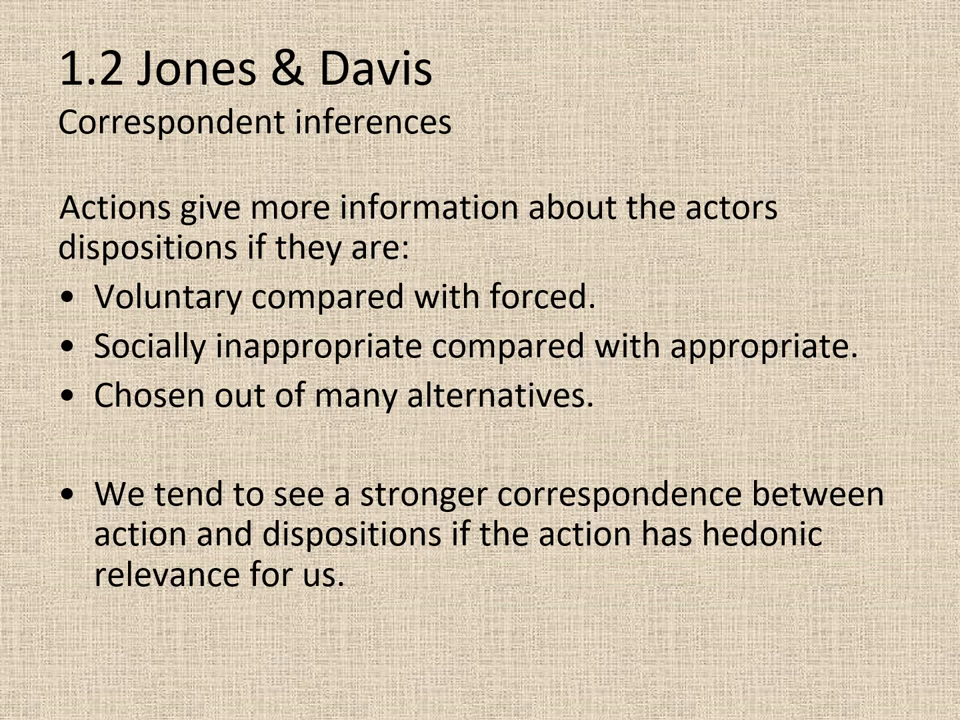 1.2 Jones & Davis
Correspondent inferences
Actions give more information about the actors
dispositions if they are:
• Voluntary compared with forced.
• Socially inappropriate compared with appropriate.
• Chosen out of many alternatives.
• We tend to see a stronger correspondence between
action and dispositions if the action has hedonic
relevance for us.